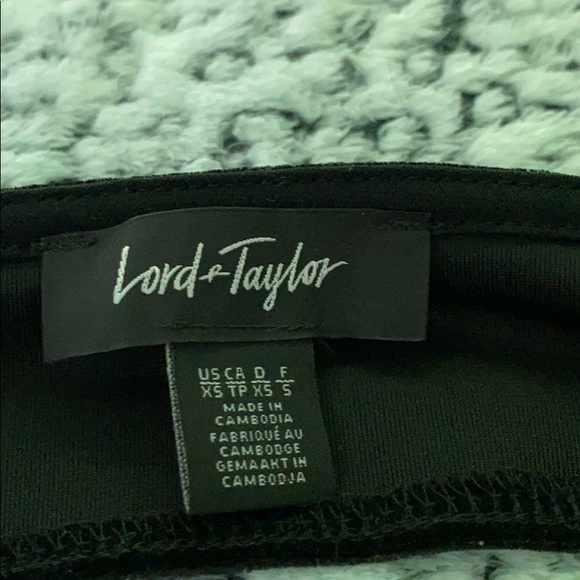 Lord + Taylor
US CA D F
XS TP XS S
MADE IN
CAMBODIA
FABRIQUÉ AU
CAMBODGE
GEMAAKT IN
CAMBODJA